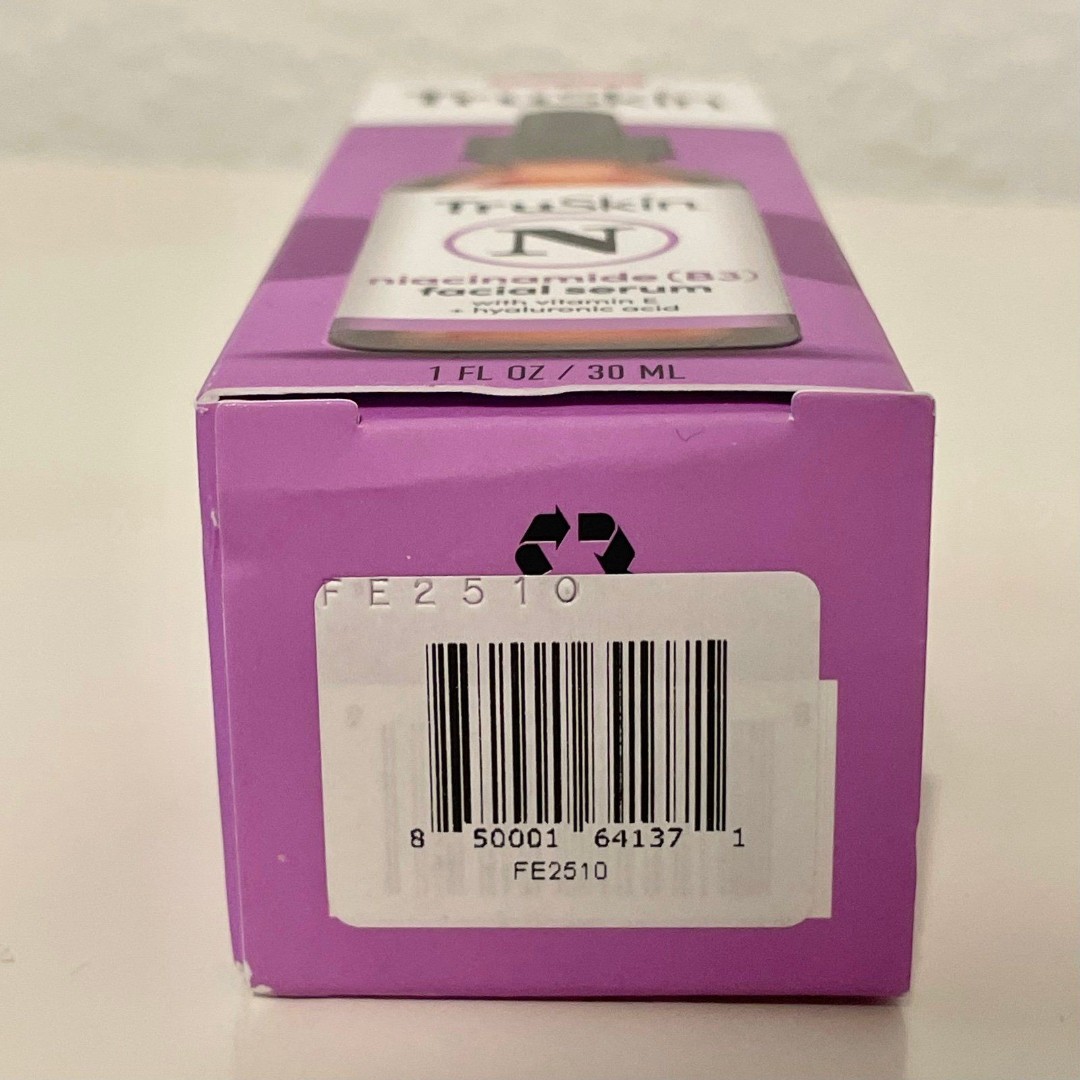 TruSkin
TruSkin
N
niacinamide (B3)
facial serum
with vitamin E
+ hyaluronic acid
1 FL OZ / 30 ML
FE2510
8 50001 64137 1
FE2510